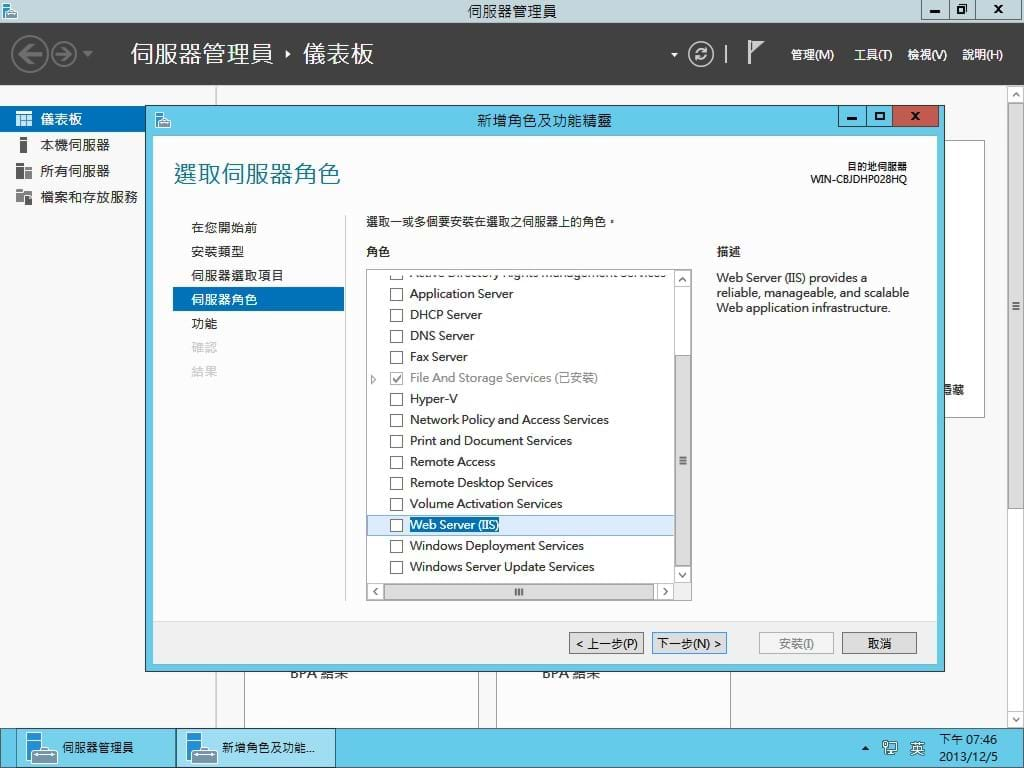 伺服器管理員
伺服器管理員 ‣ 儀表板
管理(M) 工具(T) 檢視(V) 說明(H)
儀表板
本機伺服器
所有伺服器
檔案和存放服務
新增角色及功能精靈
選取伺服器角色
目的地伺服器
WIN-CBJDHP028HQ
在您開始前
安裝類型
伺服器選取項目
伺服器角色
功能
確認
結果
選取一或多個要安裝在選取之伺服器上的角色。
角色
Active Directory Rights Management Services
Application Server
DHCP Server
DNS Server
Fax Server
File And Storage Services (已安裝)
Hyper-V
Network Policy and Access Services
Print and Document Services
Remote Access
Remote Desktop Services
Volume Activation Services
Web Server (IIS)
Windows Deployment Services
Windows Server Update Services
描述
Web Server (IIS) provides a
reliable, manageable, and scalable
Web application infrastructure.
< 上一步(P) 下一步(N) > 安裝(I) 取消
BPA 結果 BPA 結果
伺服器管理員
新增角色及功能...
英
下午 07:46
2013/12/5